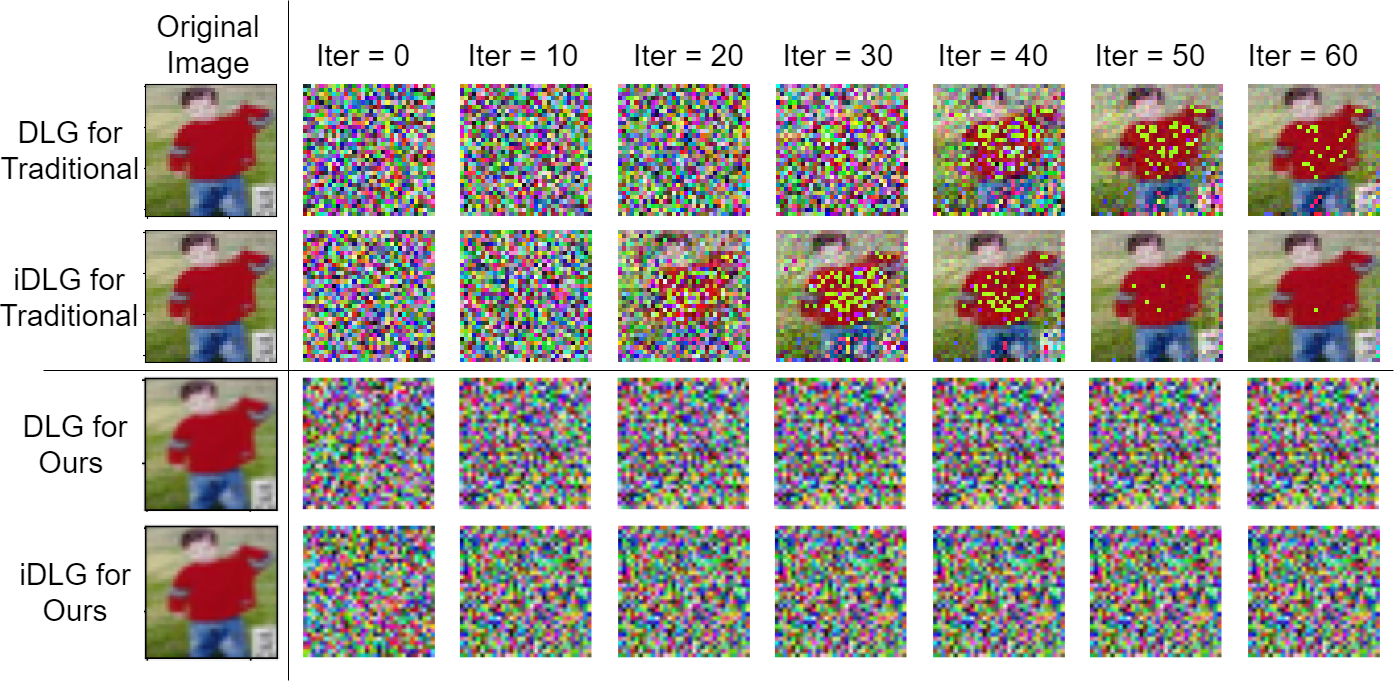 Original
Image
Iter = 0
Iter = 10
Iter = 20
Iter = 30
Iter = 40
Iter = 50
Iter = 60
DLG for
Traditional
iDLG for
Traditional
DLG for
Ours
iDLG for
Ours